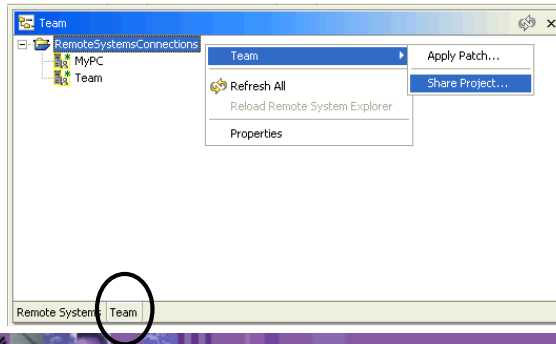 Team
RemoteSystemsConnections
MyPC
Team
Team
Refresh All
Reload Remote System Explorer
Properties
Apply Patch...
Share Project...
Remote Systems
Team